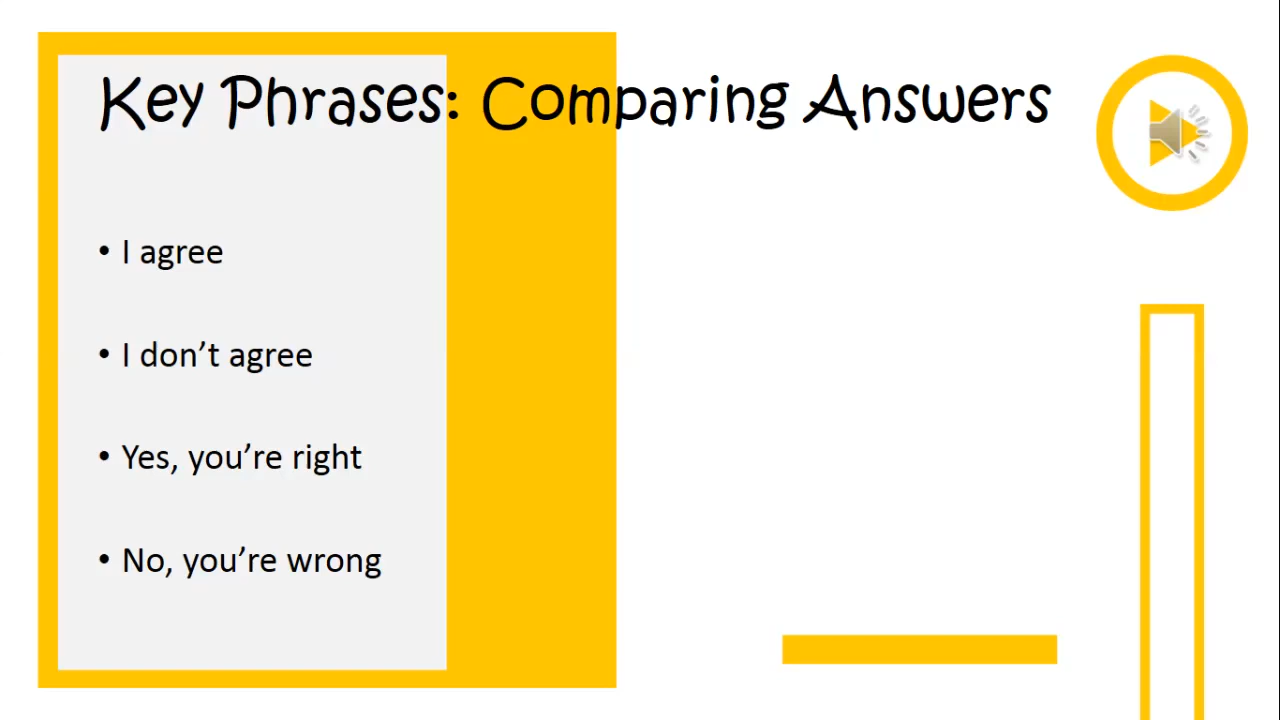 Key Phrases: Comparing Answers
• I agree
• I don’t agree
• Yes, you’re right
• No, you’re wrong